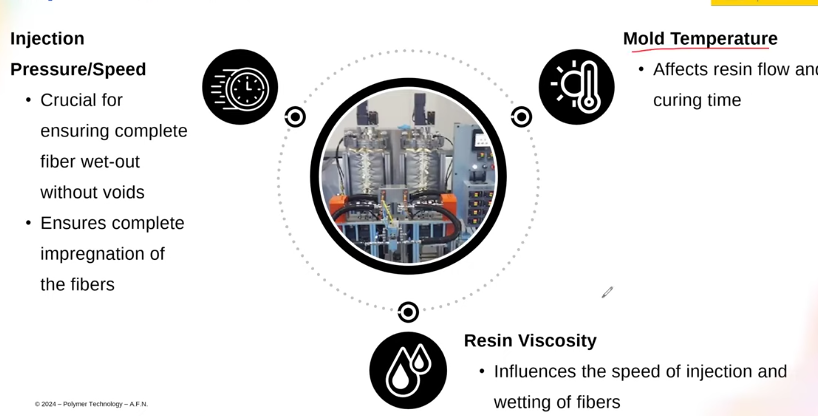 Injection
Pressure/Speed
• Crucial for
ensuring complete
fiber wet-out
without voids
• Ensures complete
impregnation of
the fibers
Mold Temperature
• Affects resin flow and
curing time
Resin Viscosity
• Influences the speed of injection and
wetting of fibers
© 2024 – Polymer Technology – A.F.N.